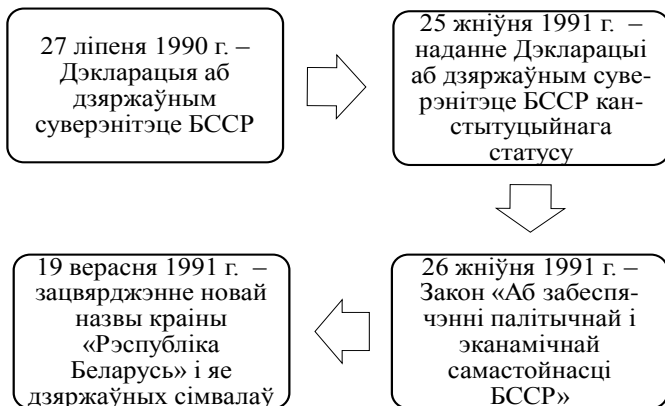 27 ліпеня 1990 г. –
Дэкларацыя аб
дзяржаўным
суверэнітэце БССР
25 жніўня 1991 г. –
наданне Дэкларацыі
аб дзяржаўным суве-
рэнітэце БССР кан-
стытуцыйнага
статусу
26 жніўня 1991 г. –
Закон «Аб забеспя-
чэнні палітычнай і
эканамічнай
самастойнасці
БССР»
19 верасня 1991 г. –
зацвярджэнне новай
назвы краіны
«Рэспубліка
Беларусь» і яе
дзяржаўных сімвалаў